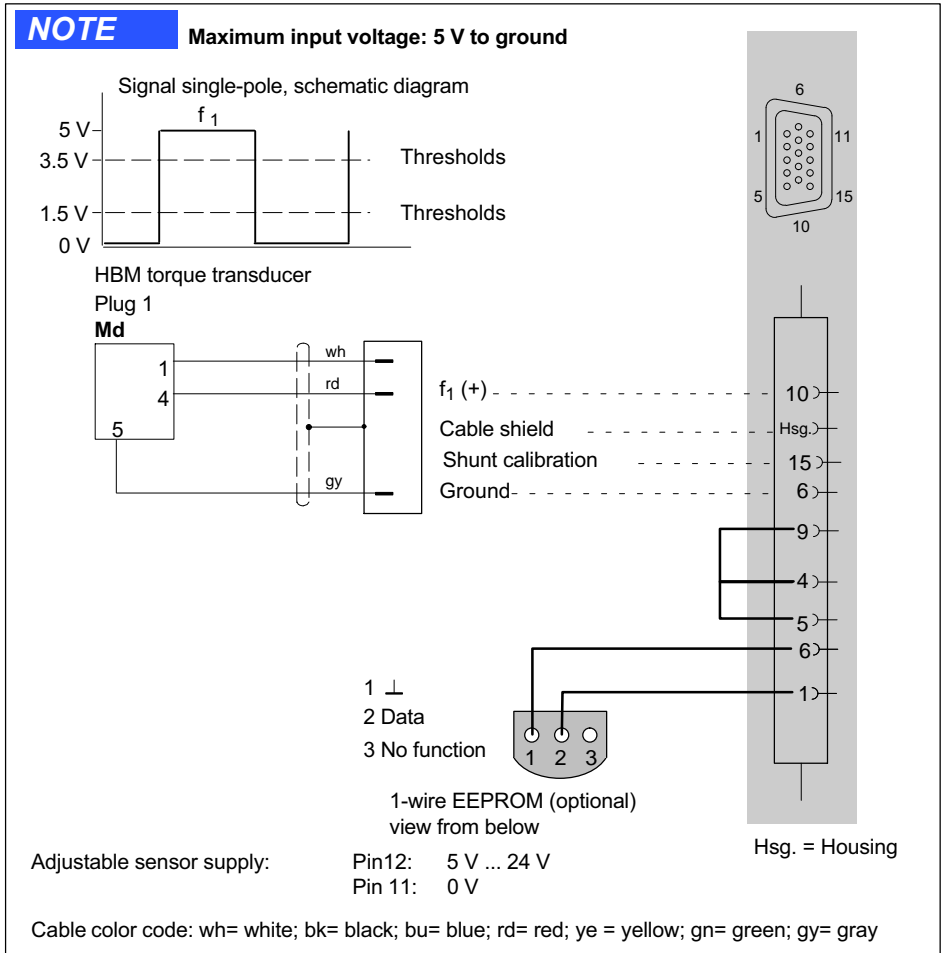 NOTE Maximum input voltage: 5 V to ground
Signal single-pole, schematic diagram
f 1
5 V
3.5 V Thresholds
1.5 V Thresholds
0 V
6
1 11
5 15
10
HBM torque transducer
Plug 1
Md
1 wh
4 rd f1 (+) 10
Cable shield Hsg.
Shunt calibration 15
5 gy Ground 6
9
4
5
6
1
1 ⊥
2 Data
3 No function
1 2 3
1-wire EEPROM (optional)
view from below
Hsg. = Housing
Adjustable sensor supply: Pin12: 5 V ... 24 V
Pin 11: 0 V
Cable color code: wh= white; bk= black; bu= blue; rd= red; ye = yellow; gn= green; gy= gray